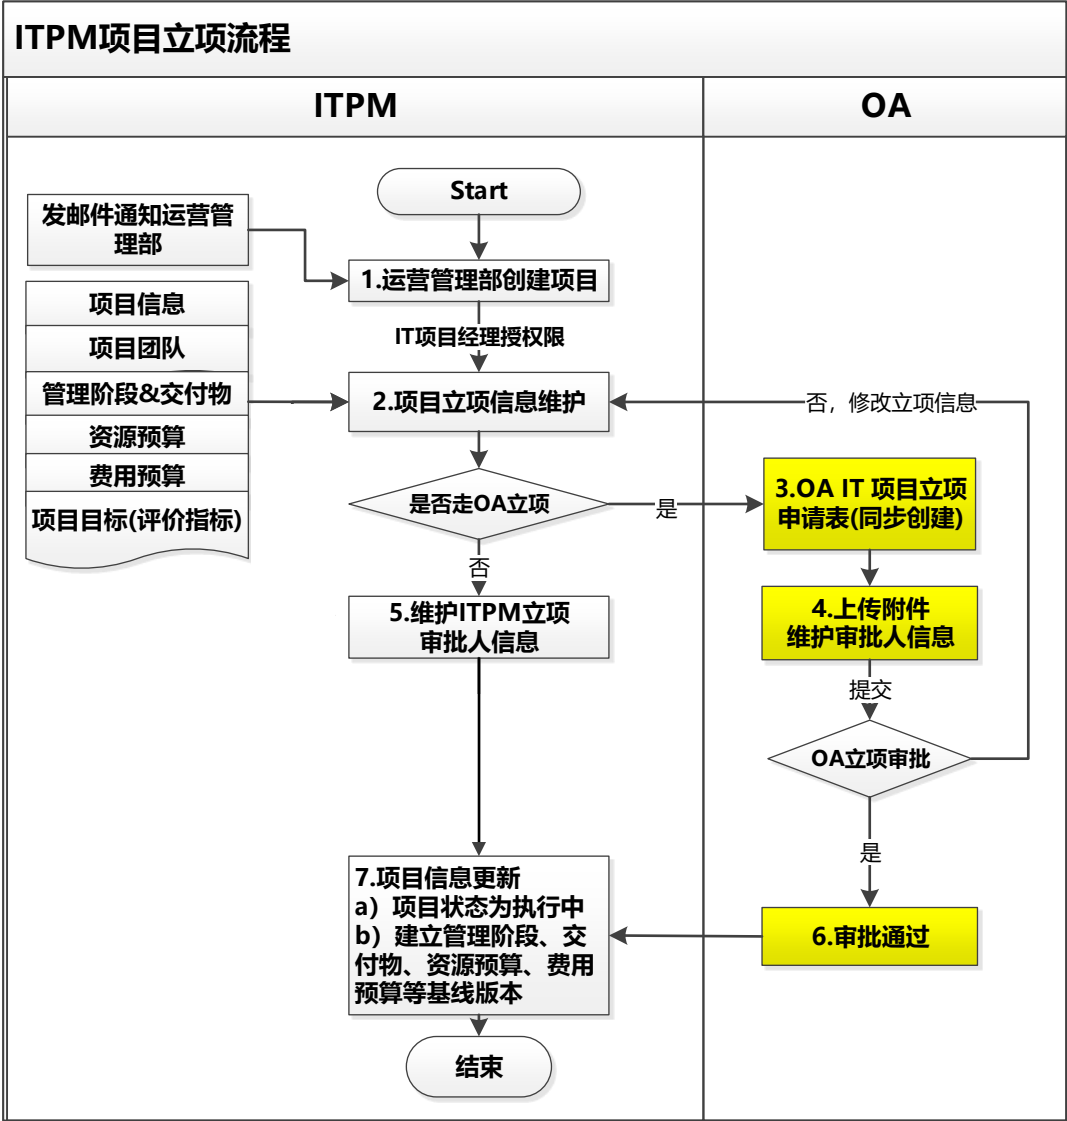 ITPM项目立项流程
ITPM
OA
Start
发邮件通知运营管
理部
1.运营管理部创建项目
项目信息
IT项目经理授权限
项目团队
管理阶段&交付物
2.项目立项信息维护
否，修改立项信息
资源预算
费用预算
项目目标(评价指标)
是否走OA立项
是
3.OA IT 项目立项
申请表(同步创建)
否
5.维护ITPM立项
审批人信息
4.上传附件
维护审批人信息
提交
OA立项审批
是
7.项目信息更新
a）项目状态为执行中
b）建立管理阶段、交
付物、资源预算、费用
预算等基线版本
6.审批通过
结束